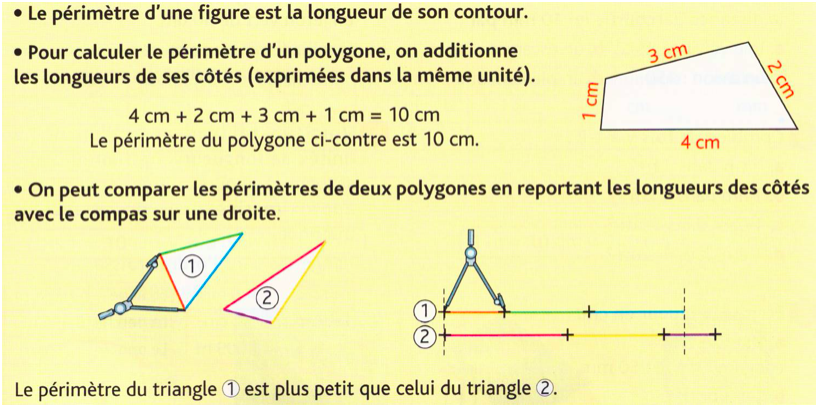 • Le périmètre d'une figure est la longueur de son contour.
• Pour calculer le périmètre d'un polygone, on additionne
les longueurs de ses côtés (exprimées dans la même unité).
4 cm + 2 cm + 3 cm + 1 cm = 10 cm
Le périmètre du polygone ci-contre est 10 cm.
3 cm
2 cm
1 cm
4 cm
• On peut comparer les périmètres de deux polygones en reportant les longueurs des côtés
avec le compas sur une droite.
①
②
①
②
Le périmètre du triangle ① est plus petit que celui du triangle ②.